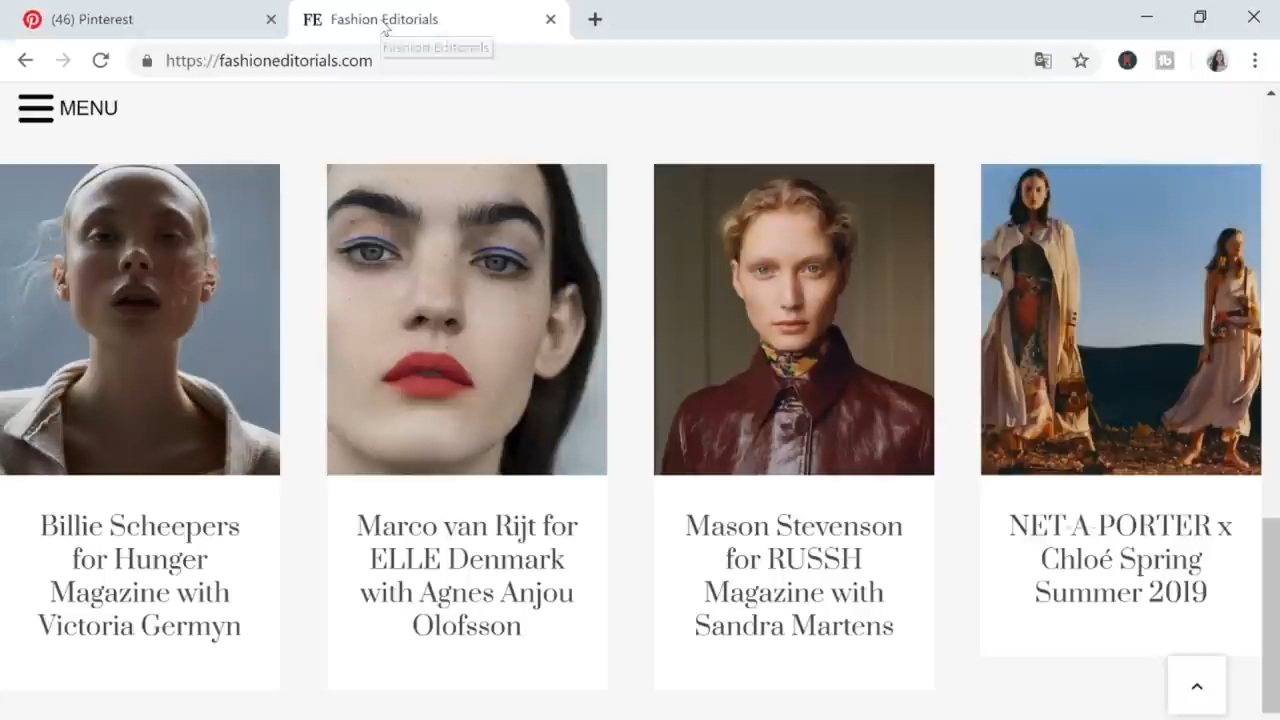 (46) Pinterest
FE Fashion Editorials
Fashion Editorials
https://fashioneditorials.com
MENU
Billie Scheepers
for Hunger
Magazine with
Victoria Germyn
Marco van Rijt for
ELLE Denmark
with Agnes Anjou
Olofsson
Mason Stevenson
for RUSSH
Magazine with
Sandra Martens
NET-A-PORTER x
Chloé Spring
Summer 2019